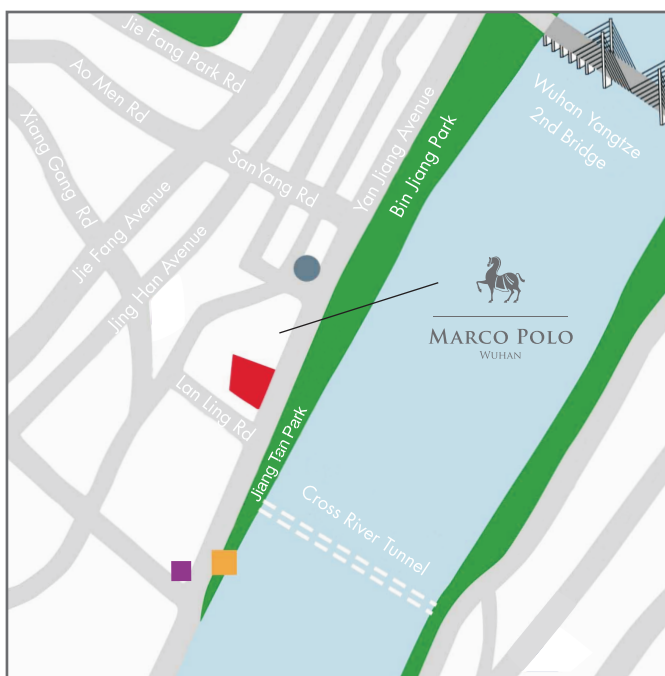 Jie Fang Park Rd
Ao Men Rd
Xiang Gang Rd
San Yang Rd
Yan Jiang Avenue
Bin Jiang Park
Wuhan Yangtze
2nd Bridge
Jie Fang Avenue
Jing Han Avenue
MARCO POLO
WUHAN
Lan Ling Rd
Jiang Tan Park
Cross River Tunnel